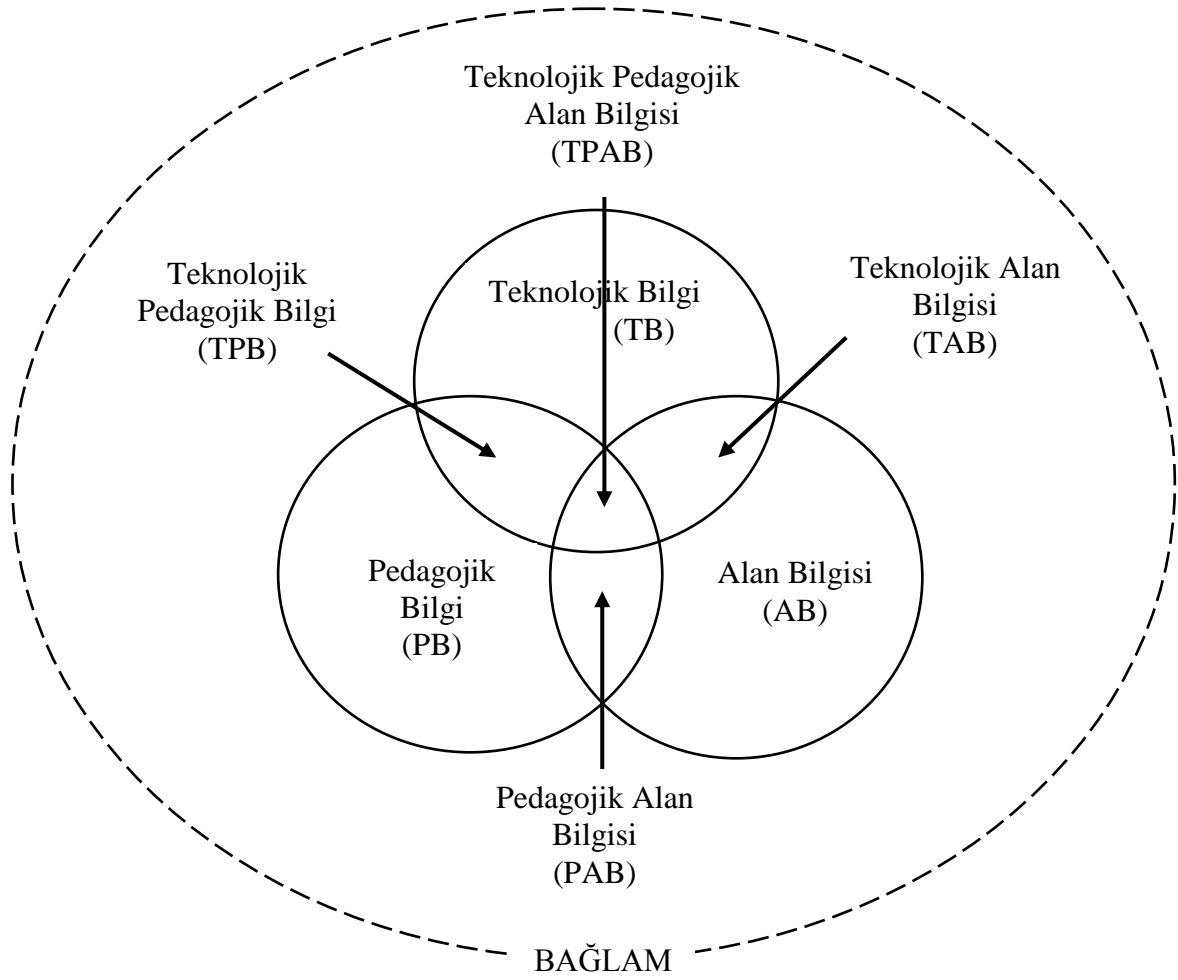 Teknolojik Pedagojik
Alan Bilgisi
(TPAB)
Teknolojik
Pedagojik Bilgi
(TPB)
Teknolojik Bilgi
(TB)
Teknolojik Alan
Bilgisi
(TAB)
Pedagojik
Bilgi
(PB)
Alan Bilgisi
(AB)
Pedagojik Alan
Bilgisi
(PAB)
BAĞLAM